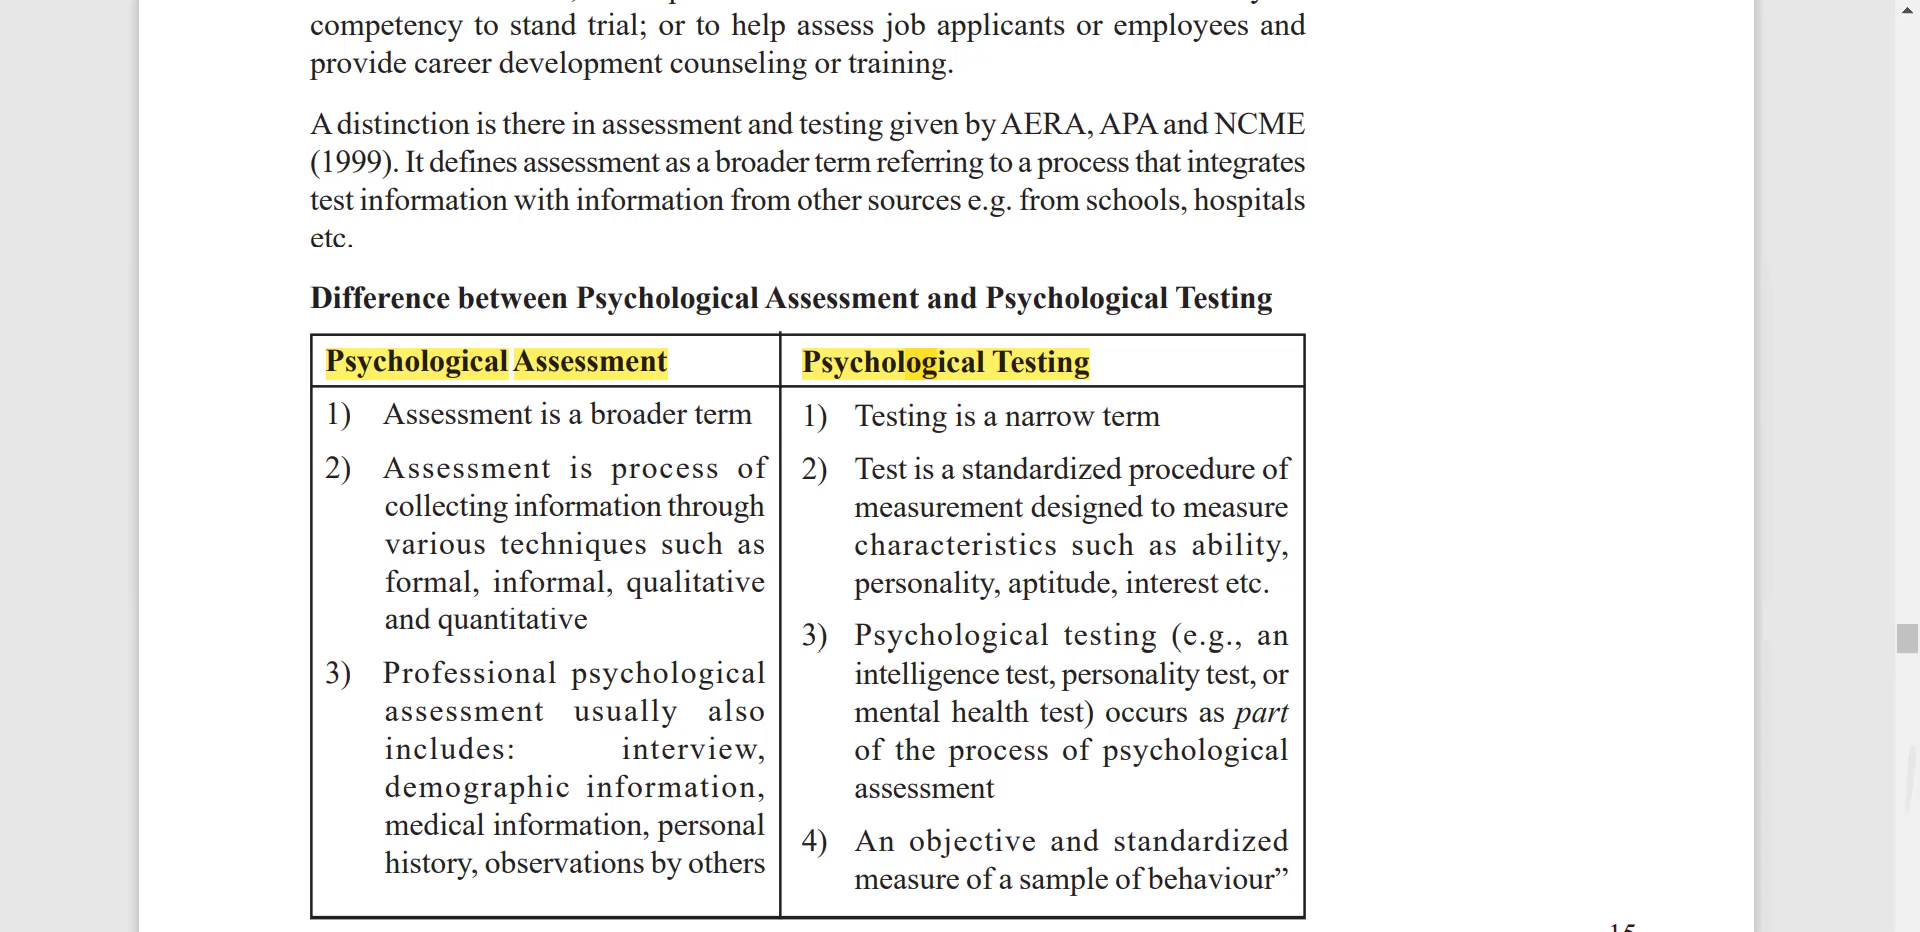 competency to stand trial; or to help assess job applicants or employees and
provide career development counseling or training.
A distinction is there in assessment and testing given by AERA, APA and NCME
(1999). It defines assessment as a broader term referring to a process that integrates
test information with information from other sources e.g. from schools, hospitals
etc.
Difference between Psychological Assessment and Psychological Testing
Psychological Assessment
1) Assessment is a broader term
2) Assessment is process of
collecting information through
various techniques such as
formal, informal, qualitative
and quantitative
3) Professional psychological
assessment usually also
includes: interview,
demographic information,
medical information, personal
history, observations by others
Psychological Testing
1) Testing is a narrow term
2) Test is a standardized procedure of
measurement designed to measure
characteristics such as ability,
personality, aptitude, interest etc.
3) Psychological testing (e.g., an
intelligence test, personality test, or
mental health test) occurs as part
of the process of psychological
assessment
4) An objective and standardized
measure of a sample of behaviour”